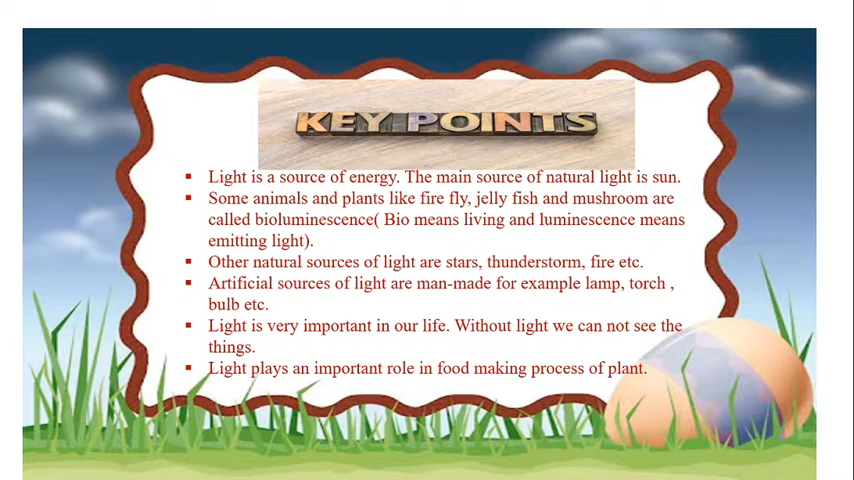 KEY POINTS
▪ Light is a source of energy. The main source of natural light is sun.
▪ Some animals and plants like fire fly, jelly fish and mushroom are
called bioluminescence( Bio means living and luminescence means
emitting light).
▪ Other natural sources of light are stars, thunderstorm, fire etc.
▪ Artificial sources of light are man-made for example lamp, torch ,
bulb etc.
▪ Light is very important in our life. Without light we can not see the
things.
▪ Light plays an important role in food making process of plant.